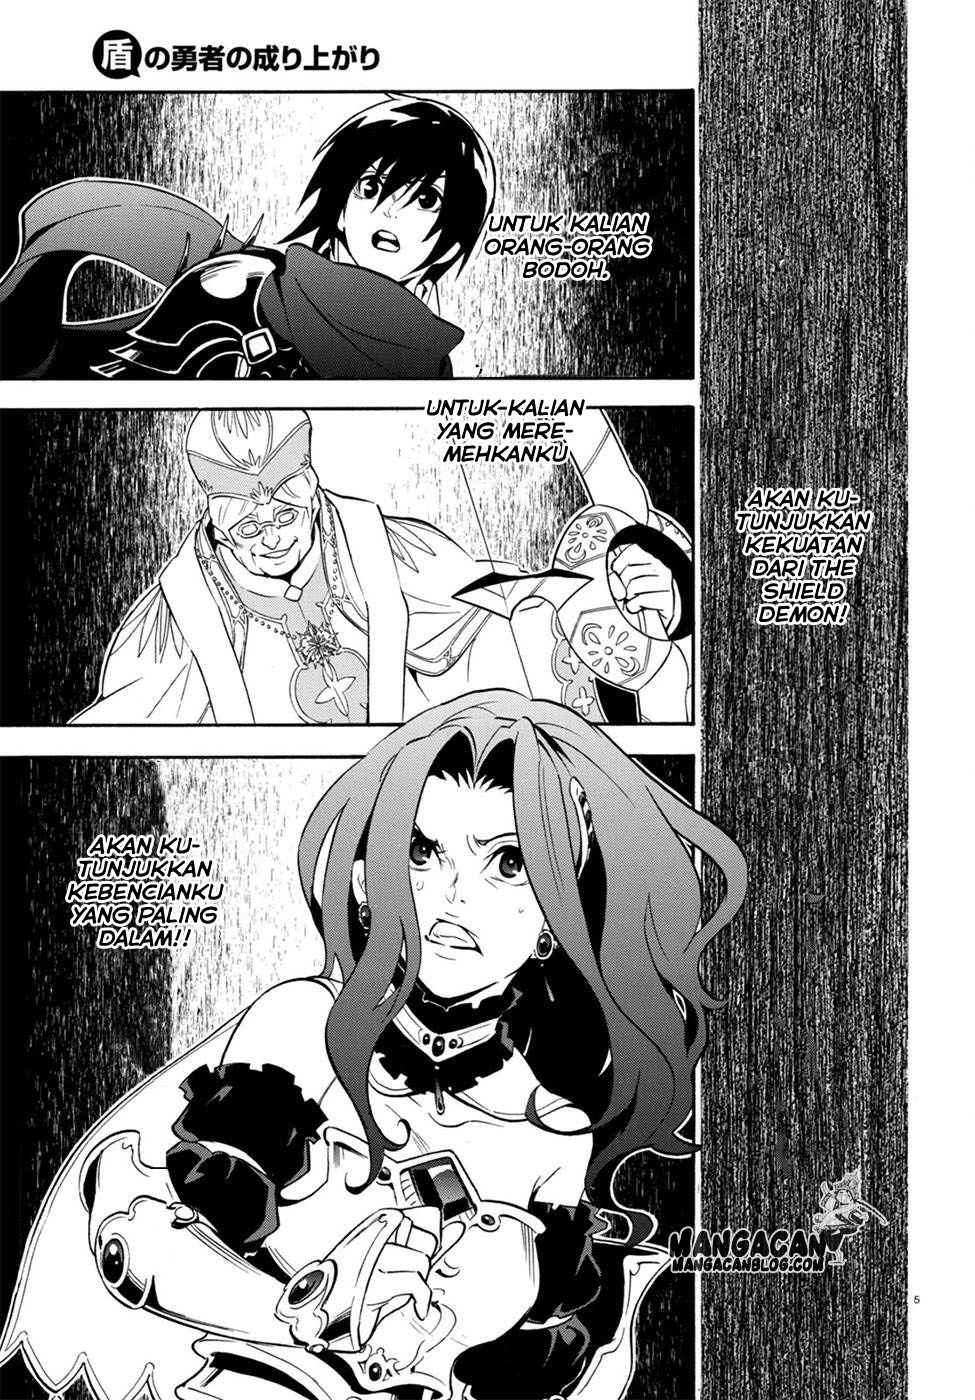 盾の勇者の成り上がり
UNTUK KALIAN
ORANG-ORANG
BODOH.
UNTUK-KALIAN
YANG MERE-
MEHKANKU
AKAN KU-
TUNJUKKAN
KEKUATAN
DARI THE
SHIELD
DEMON!
AKAN KU-
TUNJUKKAN
KEBENCIANKU
YANG PALING
DALAM!!
MANGACAN
MANGACANBLOG.COM
5